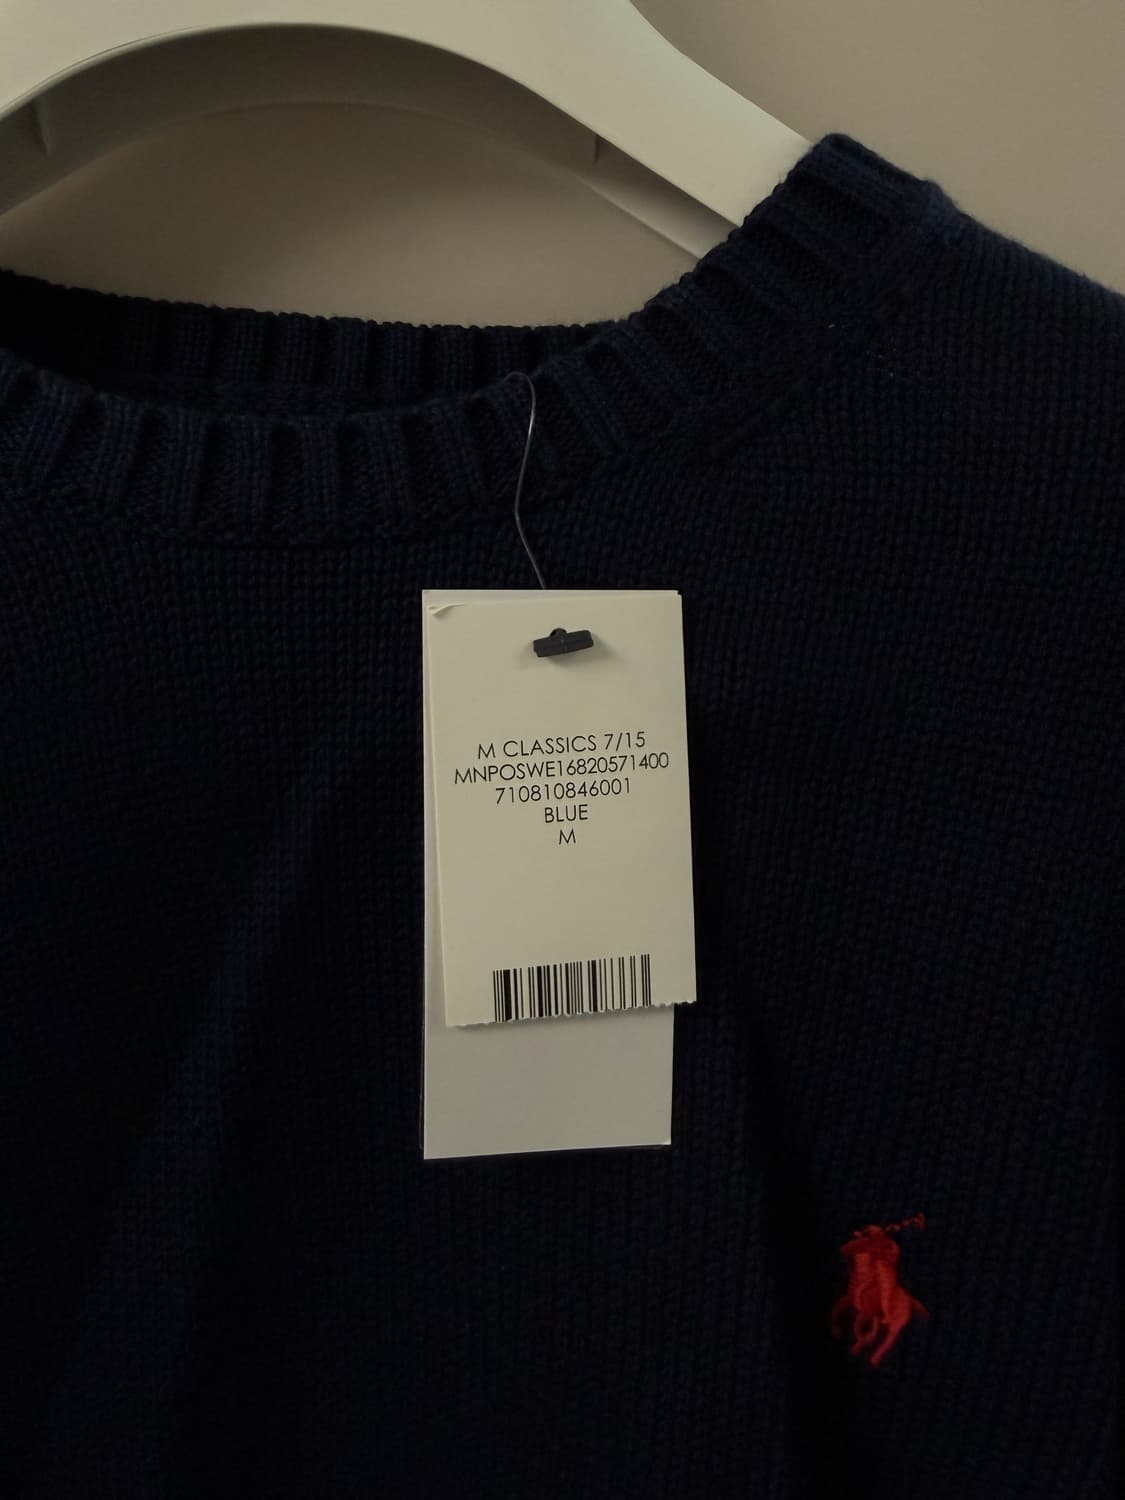 M CLASSICS 7/15
MNPOSWE16820571400
710810846001
BLUE
M